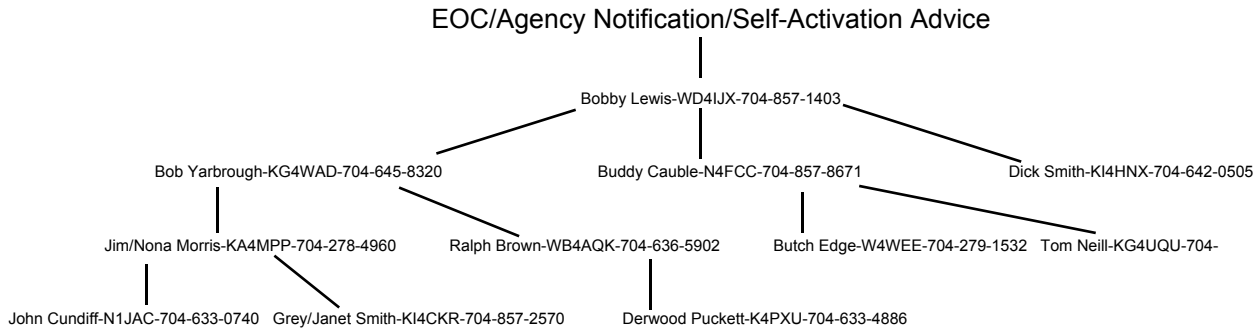 EOC/Agency Notification/Self-Activation Advice
Bobby Lewis-WD4IJX-704-857-1403
Bob Yarbrough-KG4WAD-704-645-8320
Buddy Cauble-N4FCC-704-857-8671
Dick Smith-KI4HNX-704-642-0505
Jim/Nona Morris-KA4MPP-704-278-4960
Ralph Brown-WB4AQK-704-636-5902
Butch Edge-W4WEE-704-279-1532
Tom Neill-KG4UQU-704-
John Cundiff-N1JAC-704-633-0740
Grey/Janet Smith-KI4CKR-704-857-2570
Derwood Puckett-K4PXU-704-633-4886